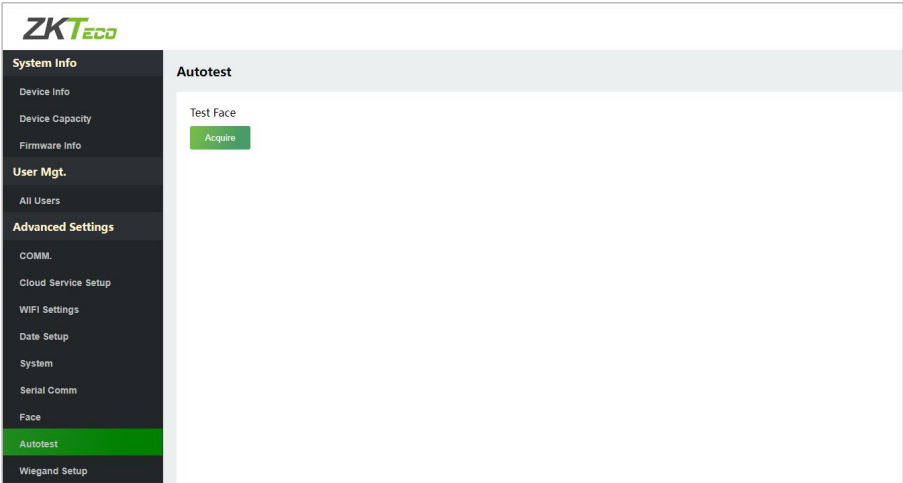 ZKTECO
System Info
Device Info
Device Capacity
Firmware Info
User Mgt.
All Users
Advanced Settings
COMM.
Cloud Service Setup
WIFI Settings
Date Setup
System
Serial Comm
Face
Autotest
Wiegand Setup
Autotest
Test Face
Acquire